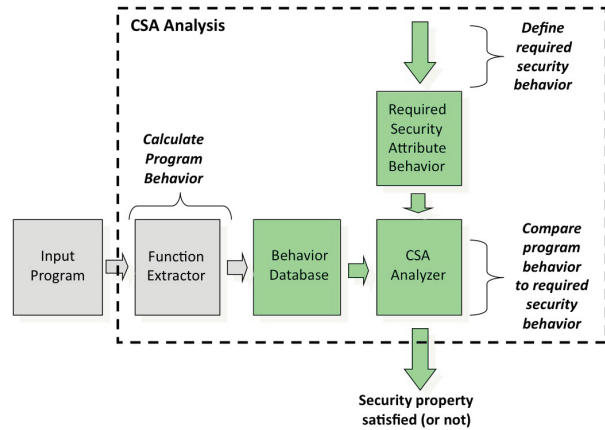 CSA Analysis
Define
required
security
behavior
Required
Security
Attribute
Behavior
Calculate
Program
Behavior
Input
Program
Function
Extractor
Behavior
Database
CSA
Analyzer
Compare
program
behavior
to required
security
behavior
Security property
satisfied (or not)